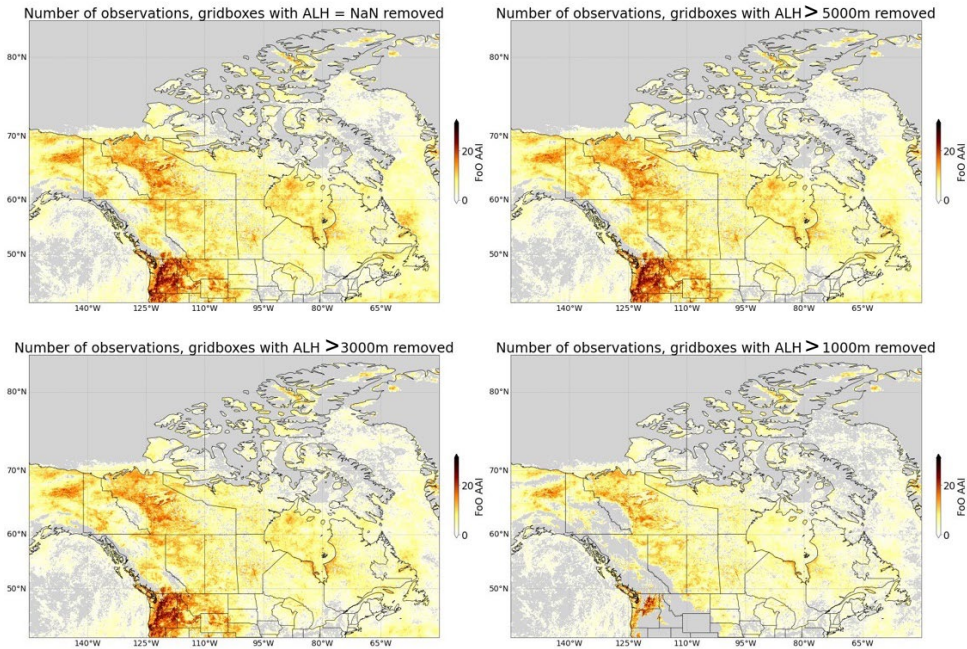 Number of observations, gridboxes with ALH = NaN removed
80°N
70°N
60°N
50°N
140°W
125°W
110°W
95°W
80°W
65°W
20
0
FoO AAI
Number of observations, gridboxes with ALH > 5000m removed
80°N
70°N
60°N
50°N
140°W
125°W
110°W
95°W
80°W
65°W
20
0
FoO AAI
Number of observations, gridboxes with ALH >3000m removed
80°N
70°N
60°N
50°N
140°W
125°W
110°W
95°W
80°W
65°W
20
0
FoO AAI
Number of observations, gridboxes with ALH > 1000m removed
80°N
70°N
60°N
50°N
140°W
125°W
110°W
95°W
80°W
65°W
20
0
FoO AAI